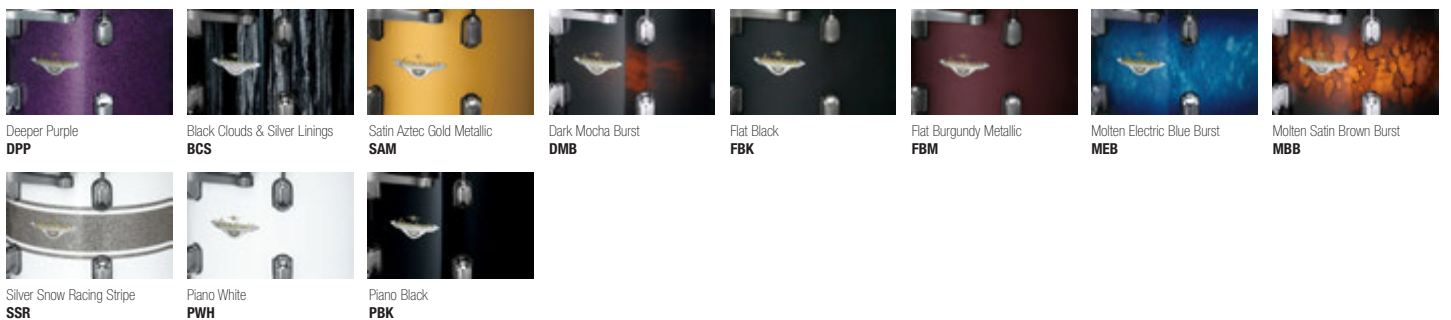 Deeper Purple
DPP
Black Clouds & Silver Linings
BCS
Satin Aztec Gold Metallic
SAM
Dark Mocha Burst
DMB
Flat Black
FBK
Flat Burgundy Metallic
FBM
Molten Electric Blue Burst
MEB
Molten Satin Brown Burst
MBB
Silver Snow Racing Stripe
SSR
Piano White
PWH
Piano Black
PBK